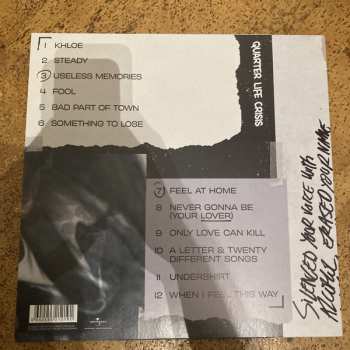 1 KHLOE
2 STEADY
3 USELESS MEMORIES
4 FOOL
5 BAD PART OF TOWN
6 SOMETHING TO LOSE
QUARTER LIFE CRISIS
7 FEEL AT HOME
8 NEVER GONNA BE
(YOUR LOVER)
9 ONLY LOVE CAN KILL
10 A LETTER & TWENTY
DIFFERENT SONGS
11 UNDERSHIRT
12 WHEN I FEEL THIS WAY
SILENCED YOUR VOICE WITH
ALCOHOL ERASED YOUR NAME